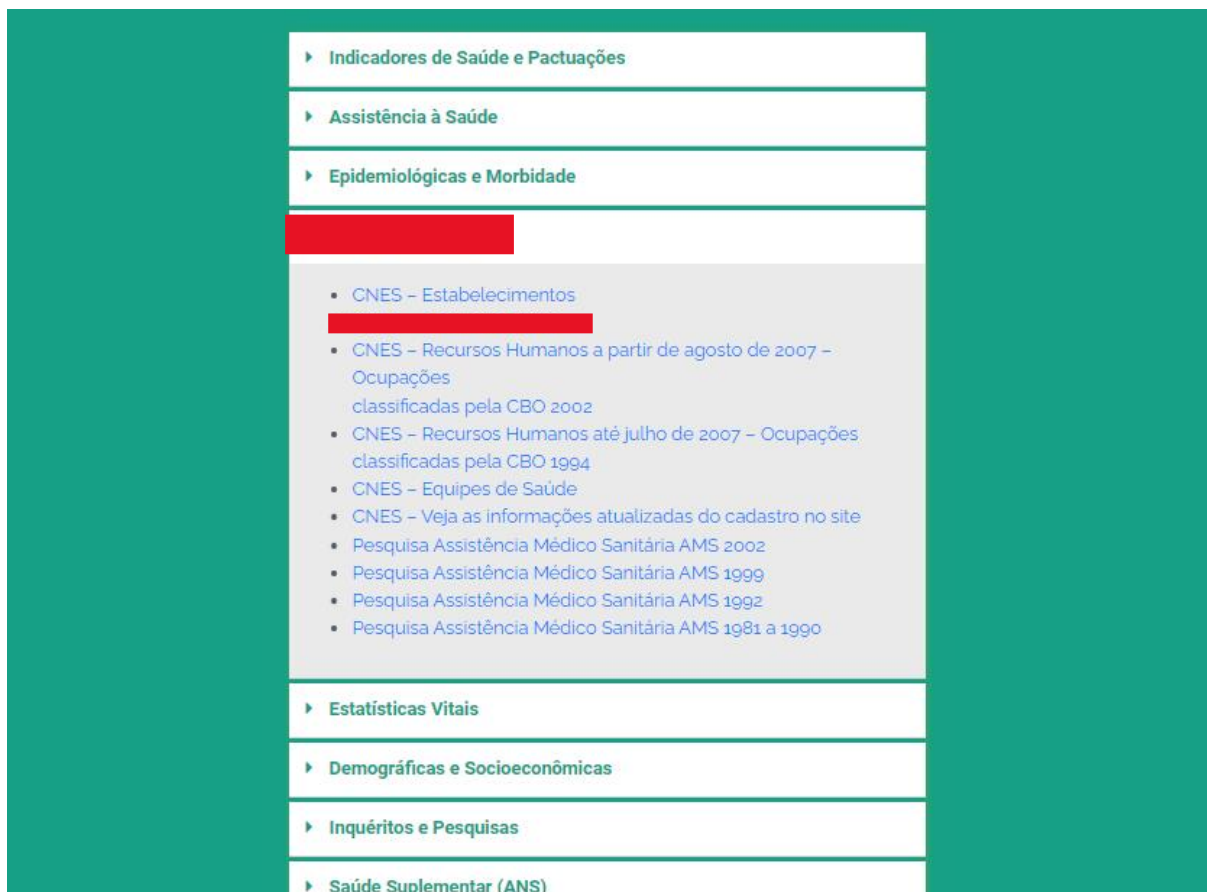 Indicadores de Saúde e Pactuações
Assistência à Saúde
Epidemiológicas e Morbidade
CNES – Estabelecimentos
CNES – Recursos Humanos a partir de agosto de 2007 –
Ocupações
classificadas pela CBO 2002
CNES – Recursos Humanos até julho de 2007 – Ocupações
classificadas pela CBO 1994
CNES – Equipes de Saúde
CNES – Veja as informações atualizadas do cadastro no site
Pesquisa Assistência Médico Sanitária AMS 2002
Pesquisa Assistência Médico Sanitária AMS 1999
Pesquisa Assistência Médico Sanitária AMS 1992
Pesquisa Assistência Médico Sanitária AMS 1981 a 1990
Estatísticas Vitais
Demográficas e Socioeconômicas
Inquéritos e Pesquisas
Saúde Suplementar (ANS)